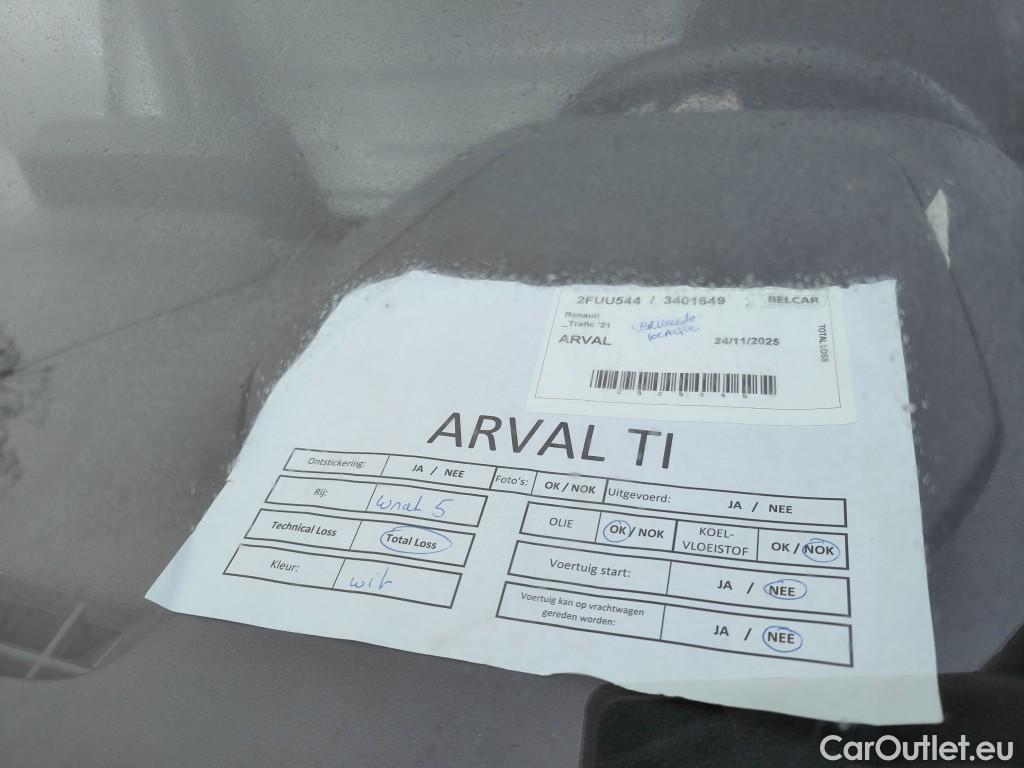 2FUU544 / 3401649 BELCAR
Renault
_Trafic '21
ARVAL 24/11/2025
TOTAL LOSS
ARVAL TI
Ontstickering: JA / NEE Foto's: OK / NOK Uitgevoerd: JA / NEE
Rij: wrak 5
OLIE OK / NOK KOEL-VLOEISTOF OK / NOK
Technical Loss Total Loss
Voertuig start: JA / NEE
Kleur: wit
Voertuig kan op vrachtwagen gereden worden: JA / NEE
CarOutlet.eu